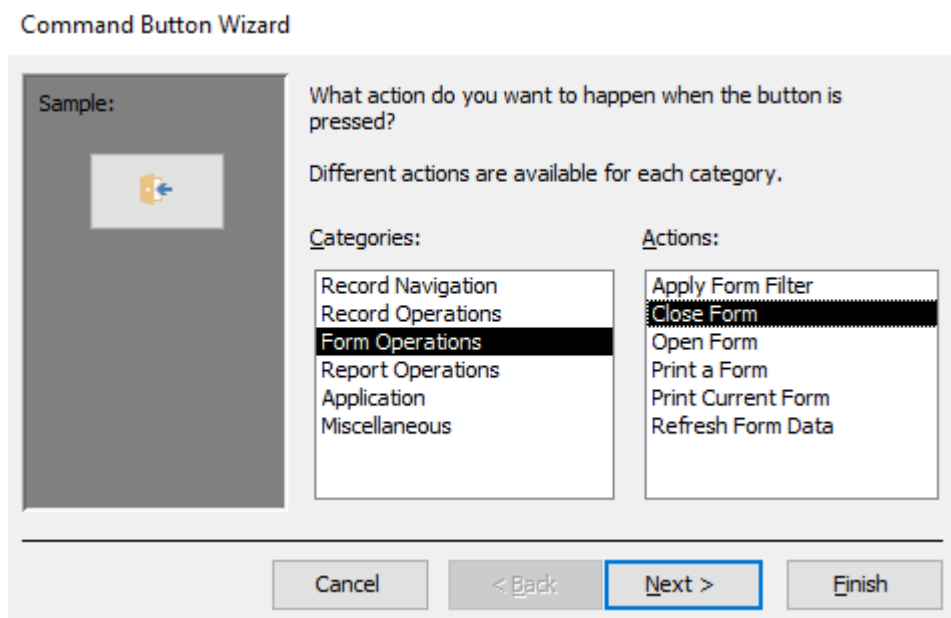 Command Button Wizard
Sample:
What action do you want to happen when the button is
pressed?
Different actions are available for each category.
Categories:
Record Navigation
Record Operations
Form Operations
Report Operations
Application
Miscellaneous
Actions:
Apply Form Filter
Close Form
Open Form
Print a Form
Print Current Form
Refresh Form Data
Cancel
< Back
Next >
Finish